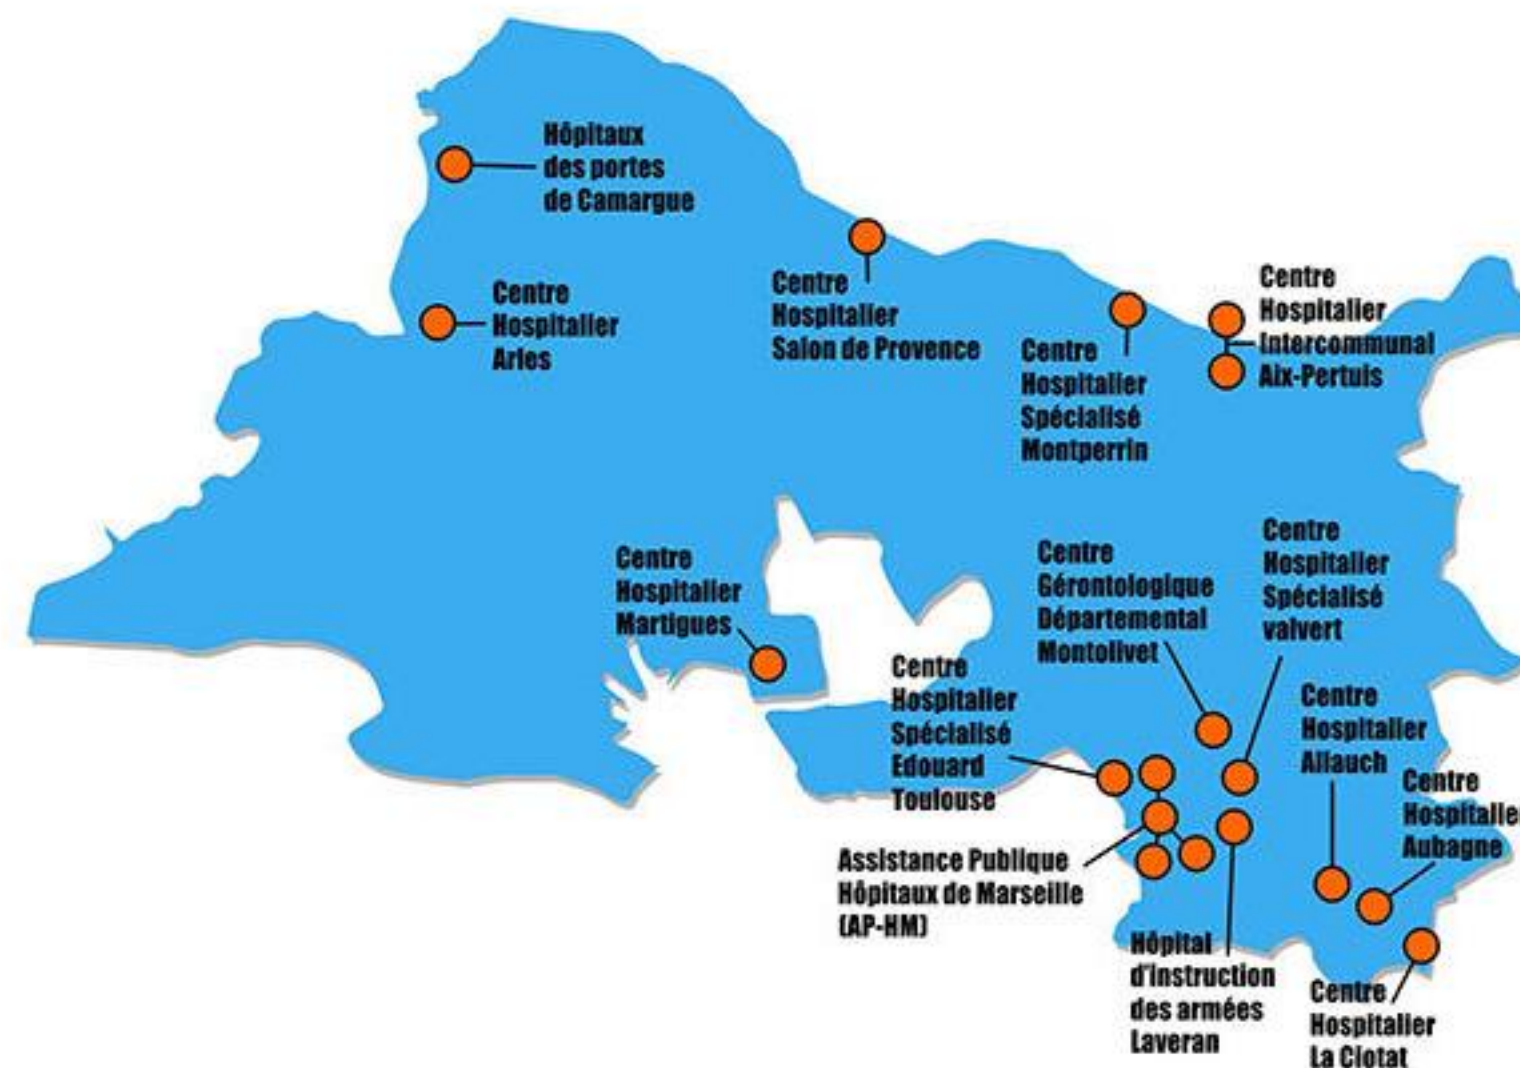 Hôpitaux
des portes
de Camargue
Centre
Hospitalier
Arles
Centre
Hospitalier
Salon de Provence
Centre
Hospitalier
Spécialisé
Montperrin
Centre
Hospitalier
Intercommunal
Aix-Pertuis
Centre
Hospitalier
Martigues
Centre
Gérontologique
Départemental
Montolivet
Centre
Hospitalier
Spécialisé
valvert
Centre
Hospitalier
Spécialisé
Edouard
Toulouse
Centre
Hospitalier
Allauch
Centre
Hospitalier
Aubagne
Assistance Publique
Hôpitaux de Marseille
(AP-HM)
Hôpital
d'instruction
des armées
Laveran
Centre
Hospitalier
La Ciotat